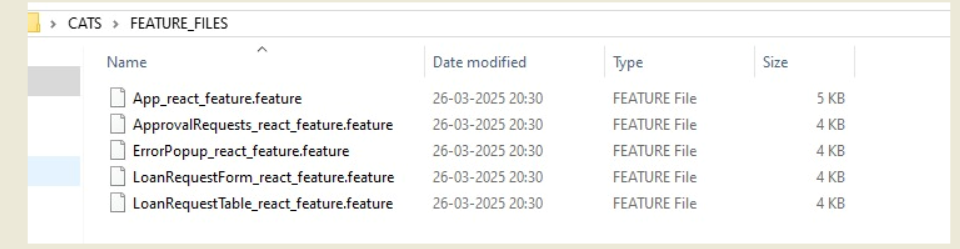 CATS > FEATURE_FILES
Name Date modified Type Size
App_react_feature.feature 26-03-2025 20:30 FEATURE File 5 KB
ApprovalRequests_react_feature.feature 26-03-2025 20:30 FEATURE File 4 KB
ErrorPopup_react_feature.feature 26-03-2025 20:30 FEATURE File 4 KB
LoanRequestForm_react_feature.feature 26-03-2025 20:30 FEATURE File 4 KB
LoanRequestTable_react_feature.feature 26-03-2025 20:30 FEATURE File 4 KB